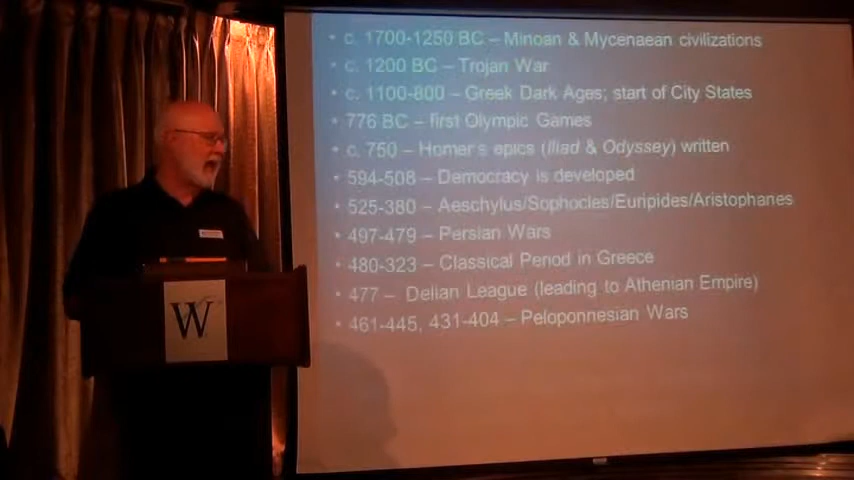 • c. 1700-1250 BC – Minoan & Mycenaean civilizations
• c. 1200 BC – Trojan War
• c. 1100-800 – Greek Dark Ages; start of City States
• 776 BC – first Olympic Games
• c. 750 – Homer's epics (Iliad & Odyssey) written
• 594-508 – Democracy is developed
• 525-380 – Aeschylus/Sophocles/Euripides/Aristophanes
• 497-479 – Persian Wars
• 480-323 – Classical Period in Greece
• 477 – Delian League (leading to Athenian Empire)
• 461-445, 431-404 – Peloponnesian Wars
W